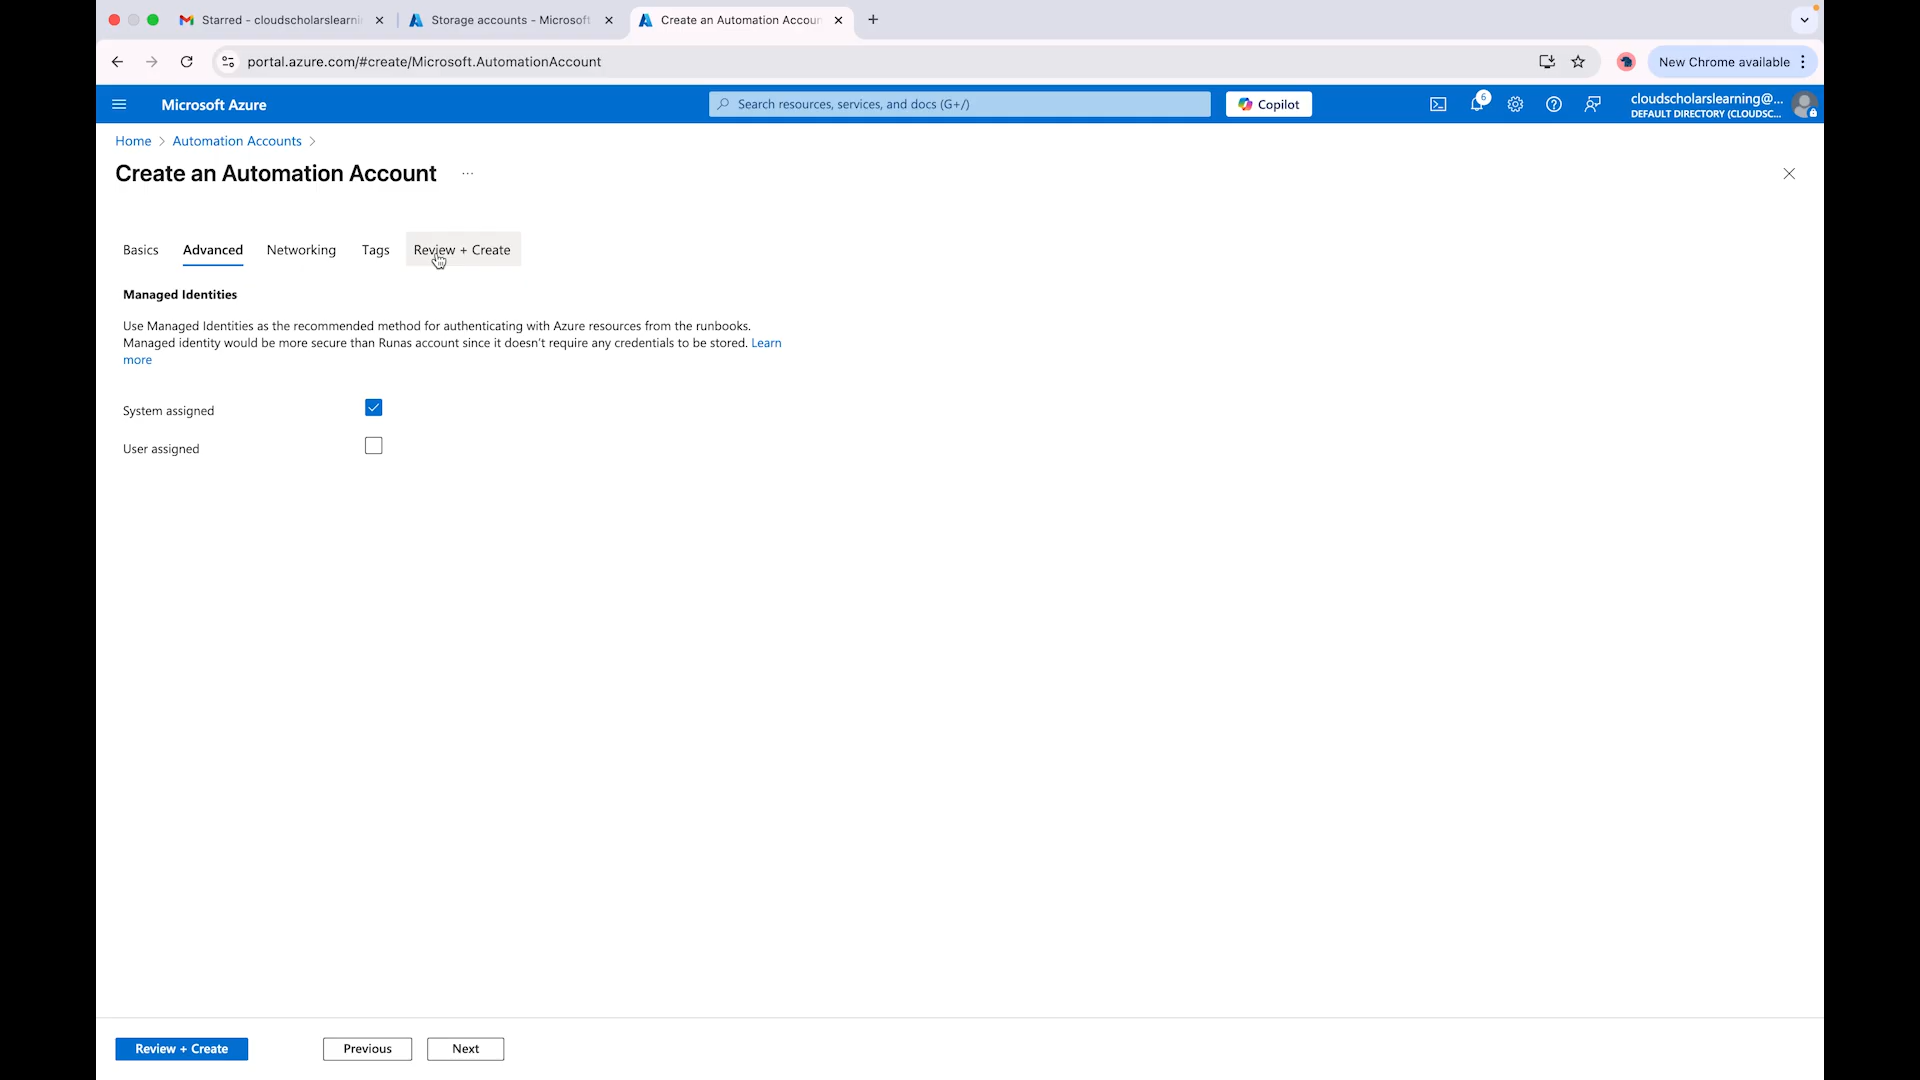 Starred - cloudscholarslearni
Storage accounts - Microsoft
Create an Automation Accoun
portal.azure.com/#create/Microsoft.AutomationAccount
New Chrome available
Microsoft Azure
Search resources, services, and docs (G+/)
Copilot
6
cloudscholarslearning@...
DEFAULT DIRECTORY (CLOUDSC...
Home > Automation Accounts >
Create an Automation Account ...
Basics
Advanced
Networking
Tags
Review + Create
Managed Identities
Use Managed Identities as the recommended method for authenticating with Azure resources from the runbooks.
Managed identity would be more secure than Runas account since it doesn't require any credentials to be stored. Learn
more
System assigned
User assigned
Review + Create
Previous
Next